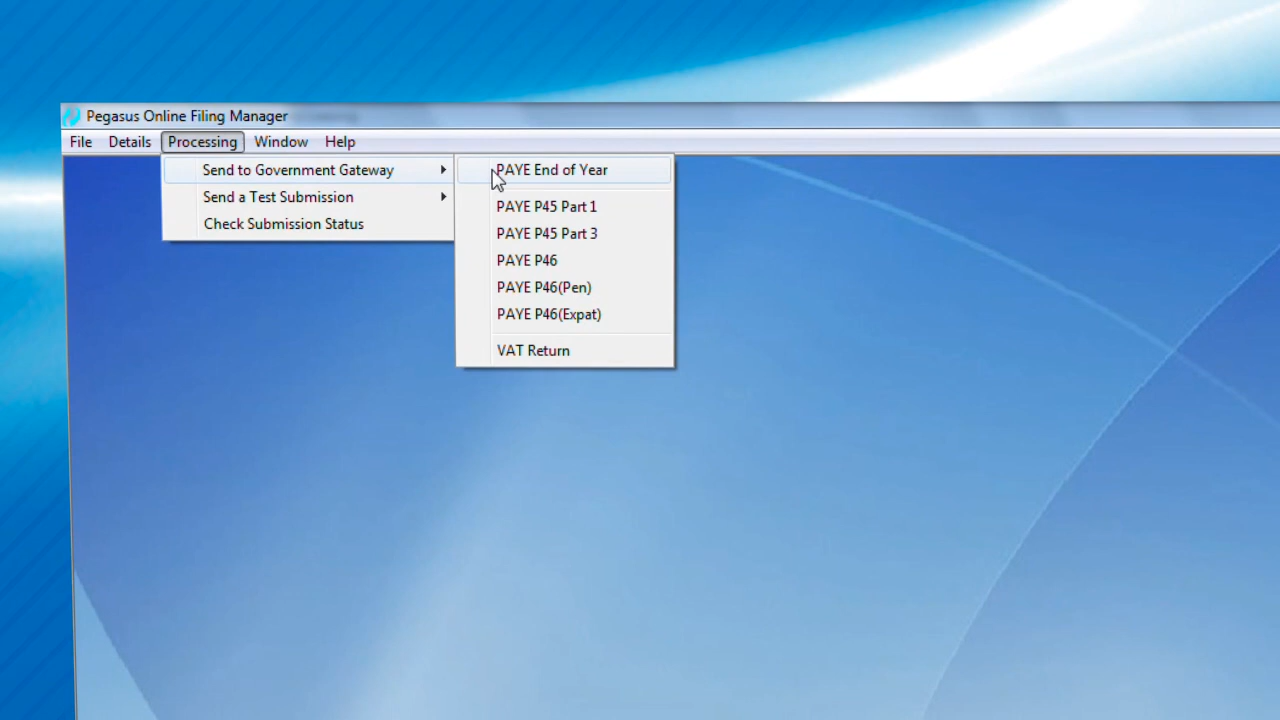 Pegasus Online Filing Manager
File Details Processing Window Help
Send to Government Gateway
Send a Test Submission
Check Submission Status
PAYE End of Year
PAYE P45 Part 1
PAYE P45 Part 3
PAYE P46
PAYE P46(Pen)
PAYE P46(Expat)
VAT Return